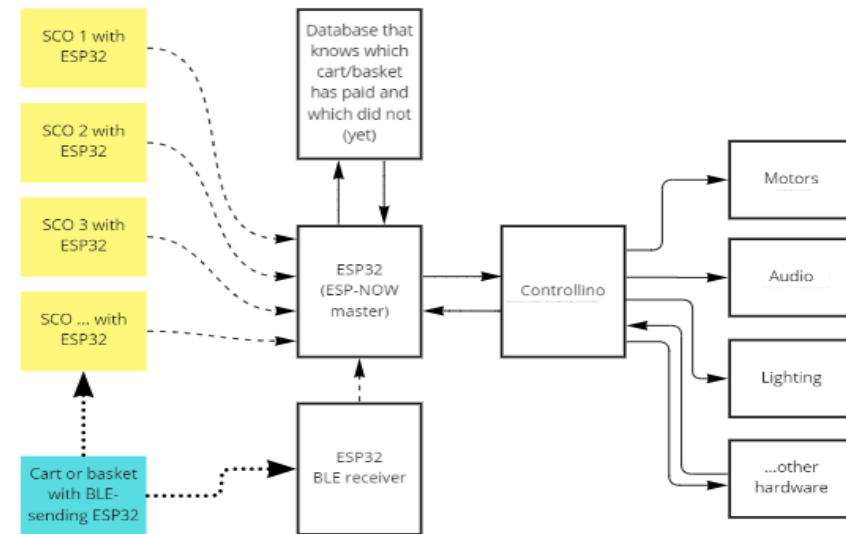 SCO 1 with
ESP32
SCO 2 with
ESP32
SCO 3 with
ESP32
SCO ... with
ESP32
Cart or basket
with BLE-
sending ESP32
Database that
knows which
cart/basket
has paid and
which did not
(yet)
ESP32
(ESP-NOW
master)
ESP32
BLE receiver
Controllino
Motors
Audio
Lighting
...other
hardware